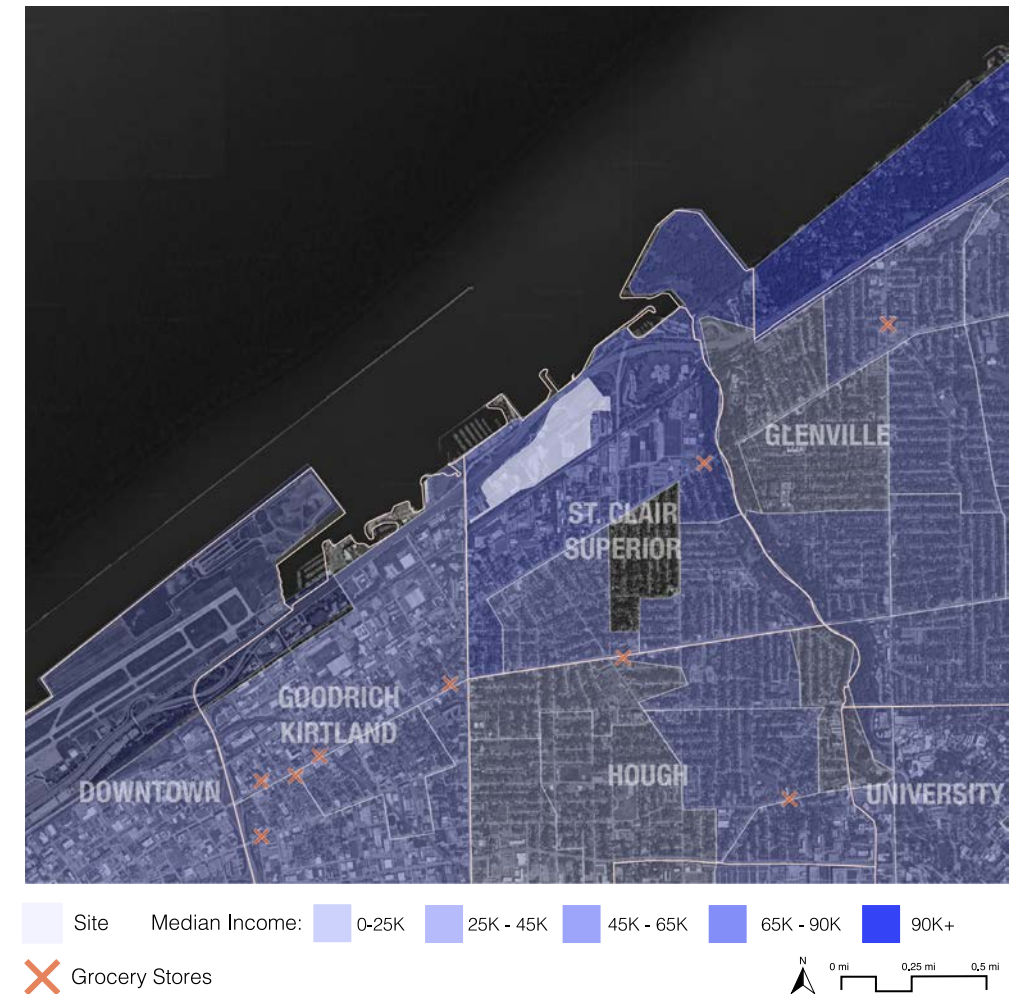 GLENVILLE
ST. CLAIR
SUPERIOR
GOODRICH
KIRTLAND
DOWNTOWN
HOUGH
UNIVERSITY
Site
Median Income:
0-25K
25K - 45K
45K - 65K
65K - 90K
90K+
Grocery Stores
N
0 mi
0.25 mi
0.5 mi